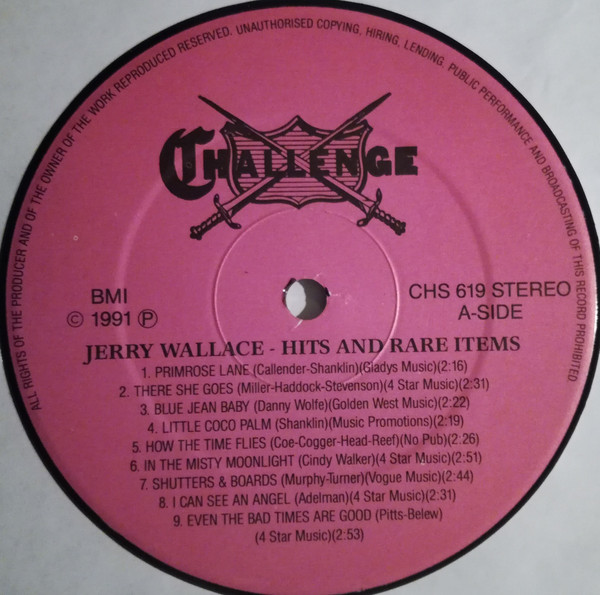 ALL RIGHTS OF THE PRODUCER AND OF THE OWNER OF THE WORK REPRODUCED RESERVED. UNAUTHORISED COPYING, HIRING, LENDING, PUBLIC PERFORMANCE AND BROADCASTING OF THIS RECORD PROHIBITED
CHALLENGE
BMI
© 1991 ℗
CHS 619 STEREO
A-SIDE
JERRY WALLACE - HITS AND RARE ITEMS
1. PRIMROSE LANE (Callender-Shanklin)(Gladys Music)(2:16)
2. THERE SHE GOES (Miller-Haddock-Stevenson)(4 Star Music)(2:31)
3. BLUE JEAN BABY (Danny Wolfe)(Golden West Music)(2:22)
4. LITTLE COCO PALM (Shanklin)(Music Promotions)(2:19)
5. HOW THE TIME FLIES (Coe-Cogger-Head-Reef)(No Pub)(2:26)
6. IN THE MISTY MOONLIGHT (Cindy Walker)(4 Star Music)(2:51)
7. SHUTTERS & BOARDS (Murphy-Turner)(Vogue Music)(2:44)
8. I CAN SEE AN ANGEL (Adelman)(4 Star Music)(2:31)
9. EVEN THE BAD TIMES ARE GOOD (Pitts-Belew)
(4 Star Music)(2:53)